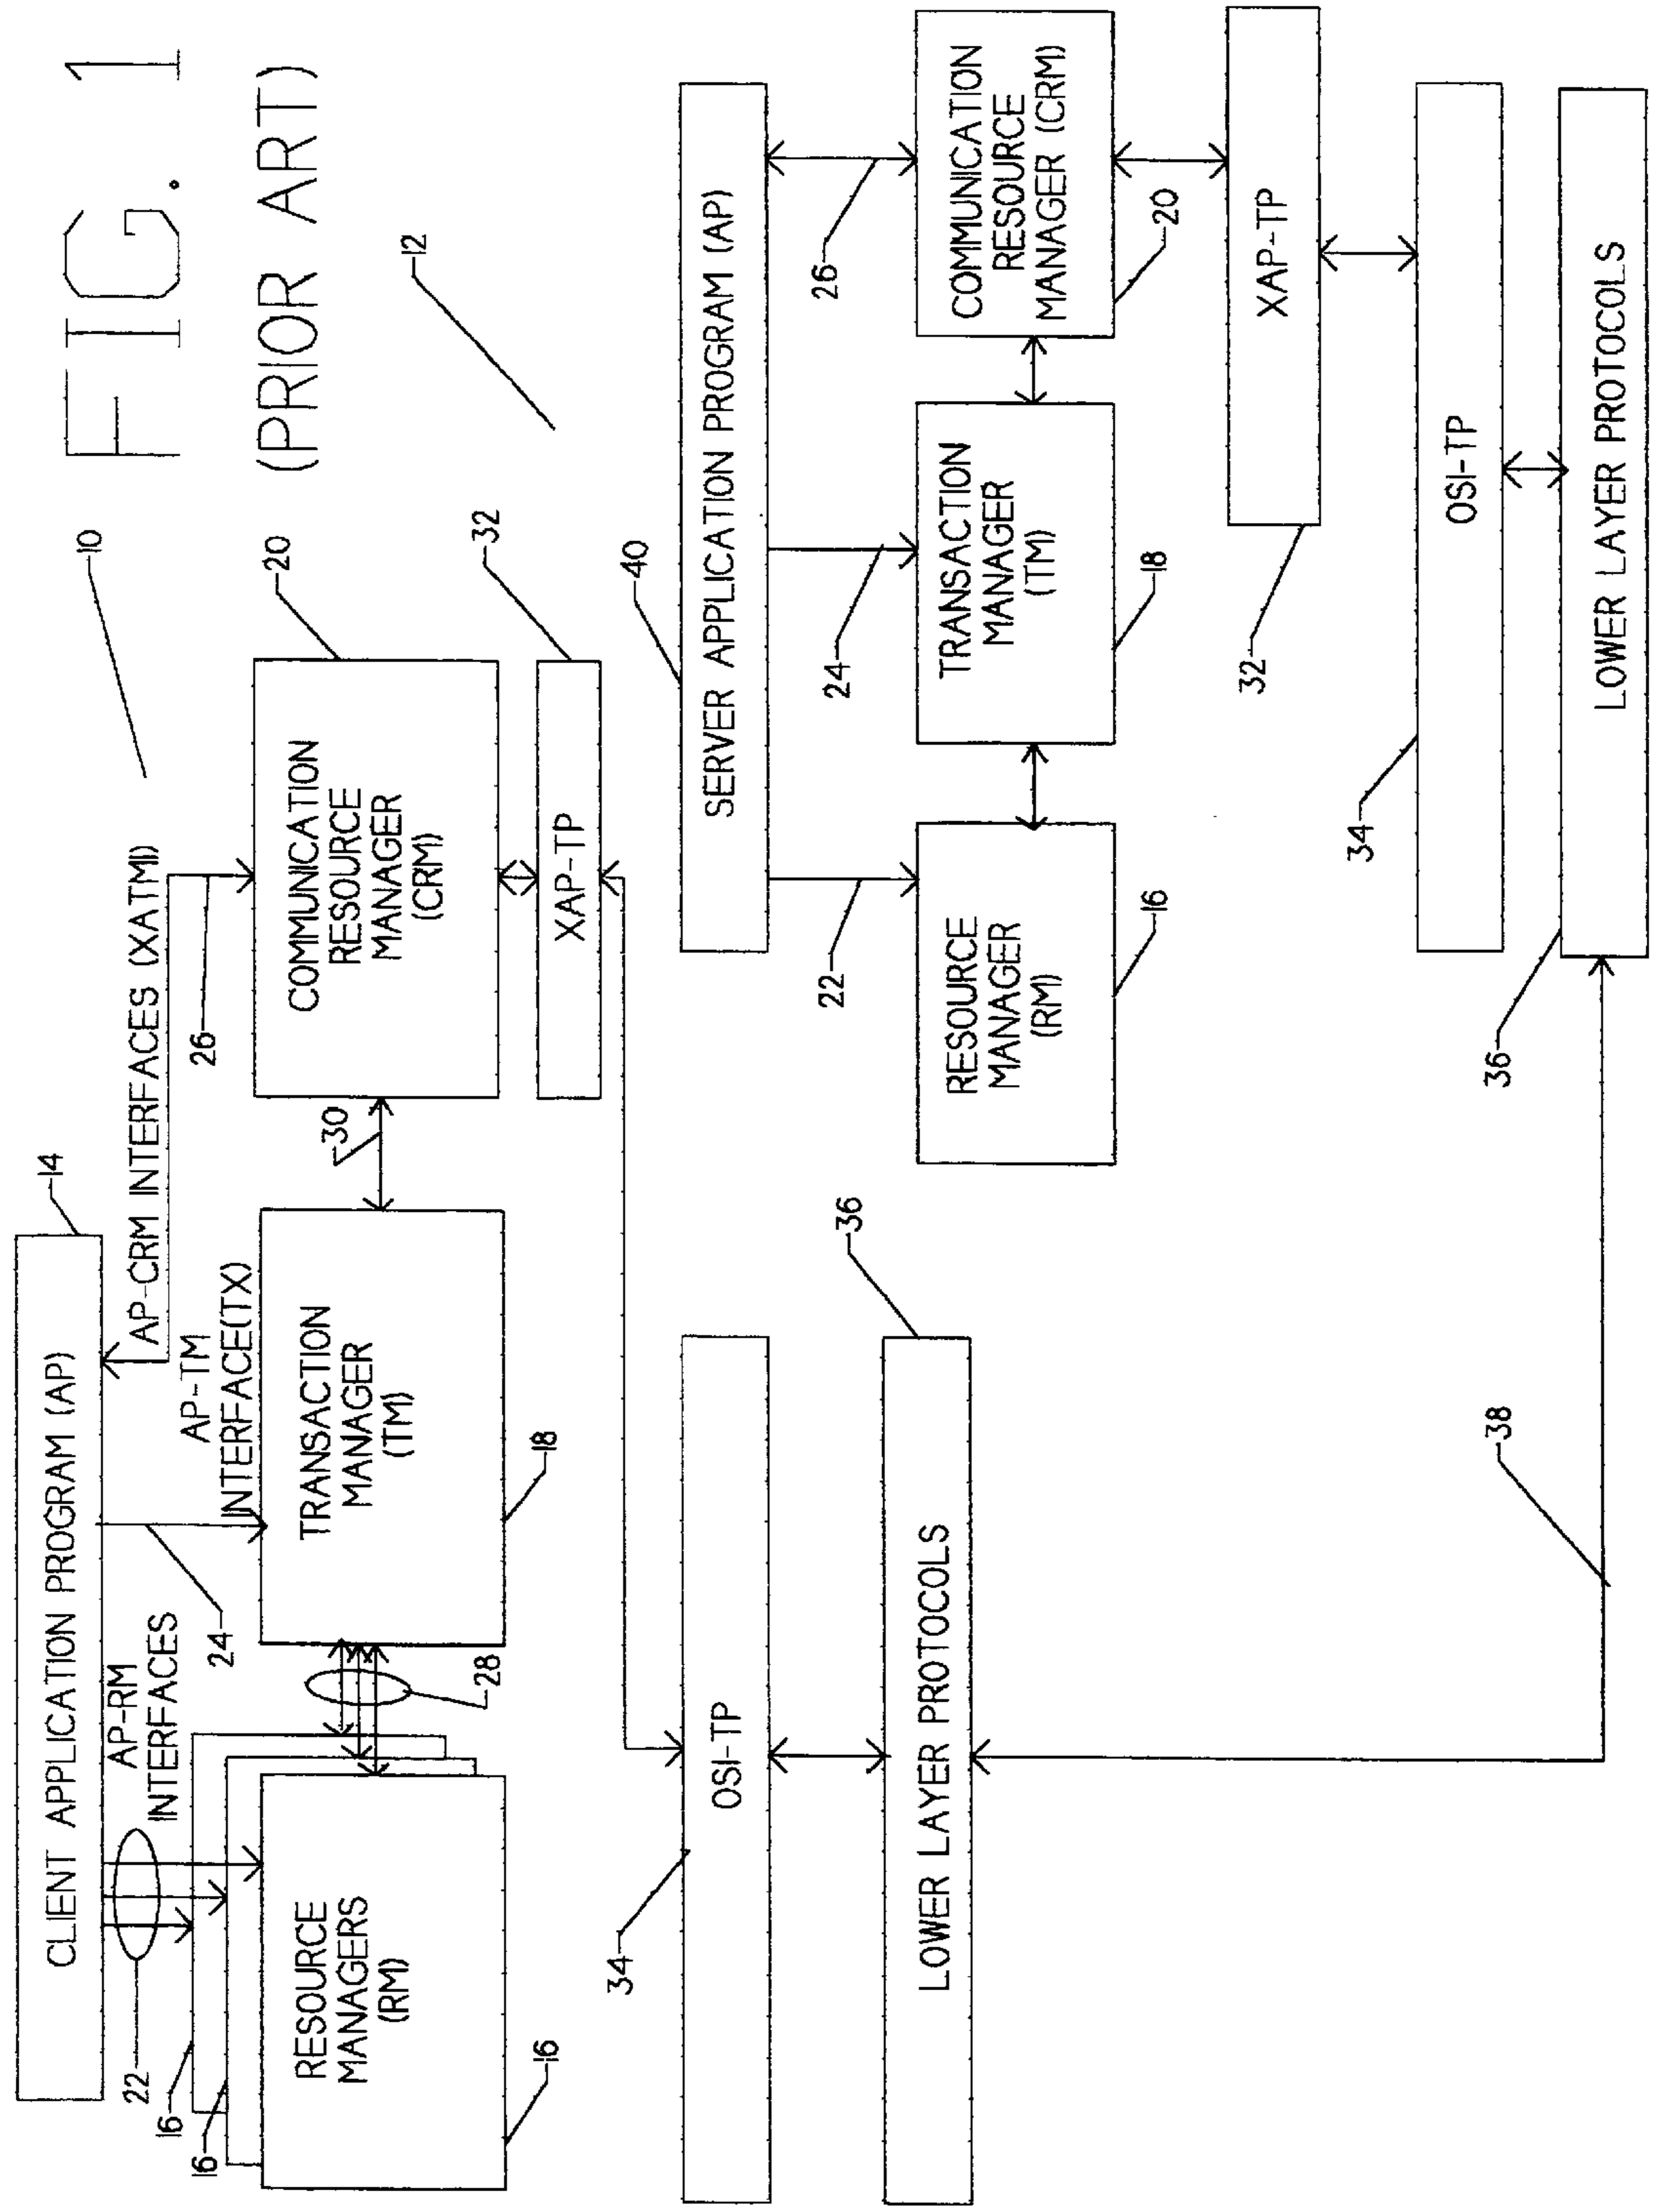 FIG. 1
(PRIOR ART)
10
12
CLIENT APPLICATION PROGRAM (AP)
14
22
AP-RM
INTERFACES
24
AP-TM
INTERFACE(TX)
AP-CRM INTERFACES (XATMI)
26
16
16
RESOURCE
MANAGERS
(RM)
16
28
TRANSACTION
MANAGER
(TM)
18
30
COMMUNICATION
RESOURCE
MANAGER
(CRM)
20
XAP-TP
32
34
OSI-TP
LOWER LAYER PROTOCOLS
36
38
SERVER APPLICATION PROGRAM (AP)
40
22
24
26
RESOURCE
MANAGER
(RM)
16
TRANSACTION
MANAGER
(TM)
18
COMMUNICATION
RESOURCE
MANAGER (CRM)
20
XAP-TP
32
34
OSI-TP
36
LOWER LAYER PROTOCOLS